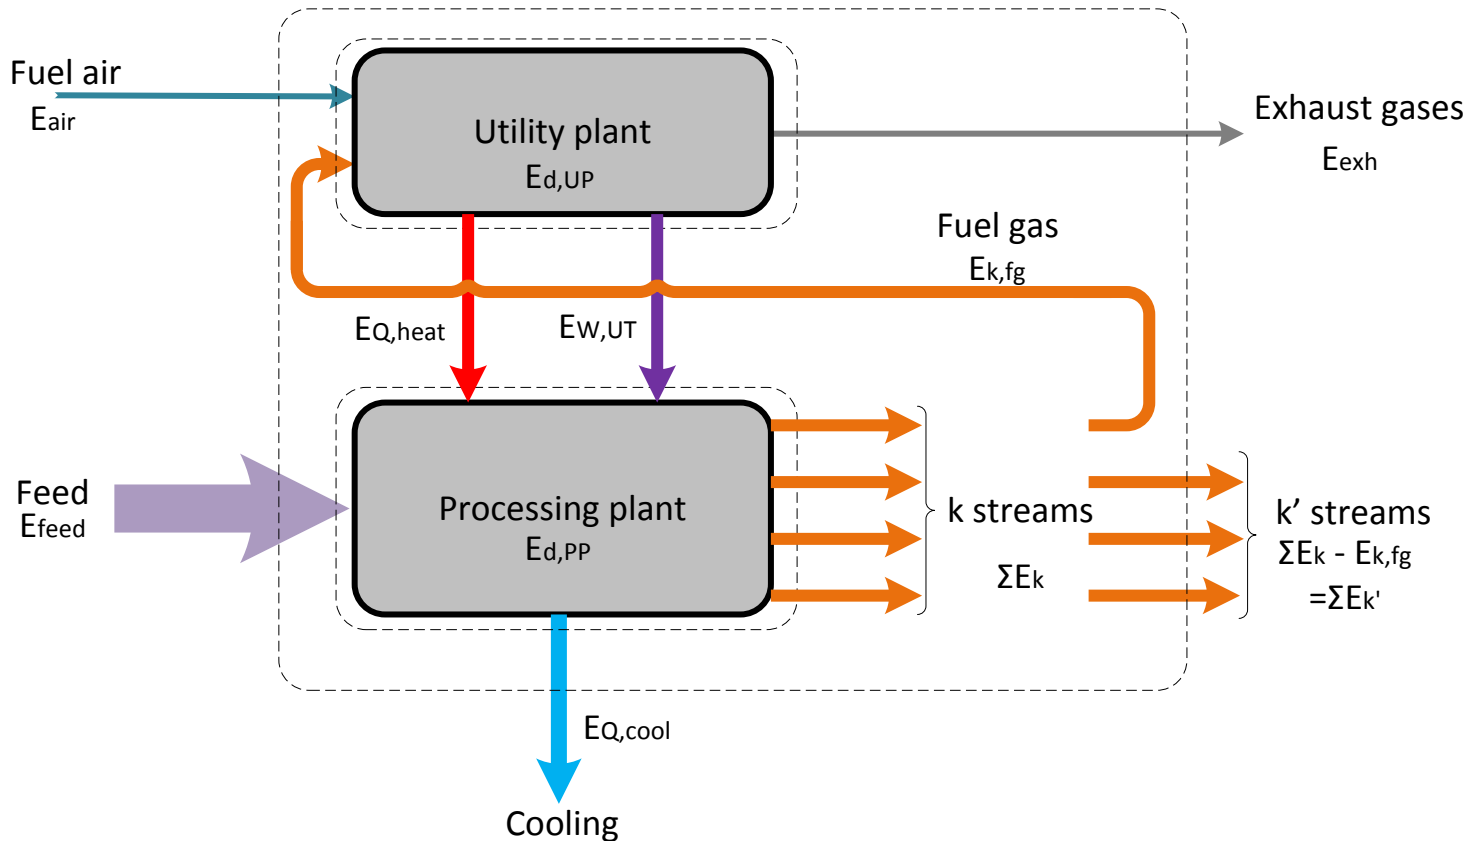 Fuel air
Eair
Utility plant
Ed,UP
Exhaust gases
Eexh
Fuel gas
Ek,fg
EQ,heat
EW,UT
Feed
Efeed
Processing plant
Ed,PP
k streams
ΣEk
k’ streams
ΣEk - Ek,fg
=ΣEk'
EQ,cool
Cooling